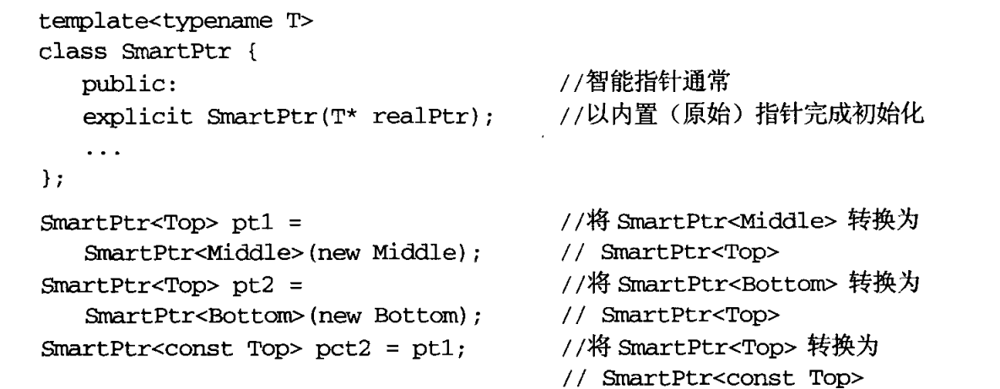 template<typename T>
class SmartPtr {
public: //智能指针通常
explicit SmartPtr(T* realPtr); //以内置（原始）指针完成初始化
...
};
SmartPtr<Top> pt1 = //将 SmartPtr<Middle> 转换为
SmartPtr<Middle>(new Middle); // SmartPtr<Top>
SmartPtr<Top> pt2 = //将 SmartPtr<Bottom> 转换为
SmartPtr<Bottom>(new Bottom); // SmartPtr<Top>
SmartPtr<const Top> pct2 = pt1; //将 SmartPtr<Top> 转换为
// SmartPtr<const Top>